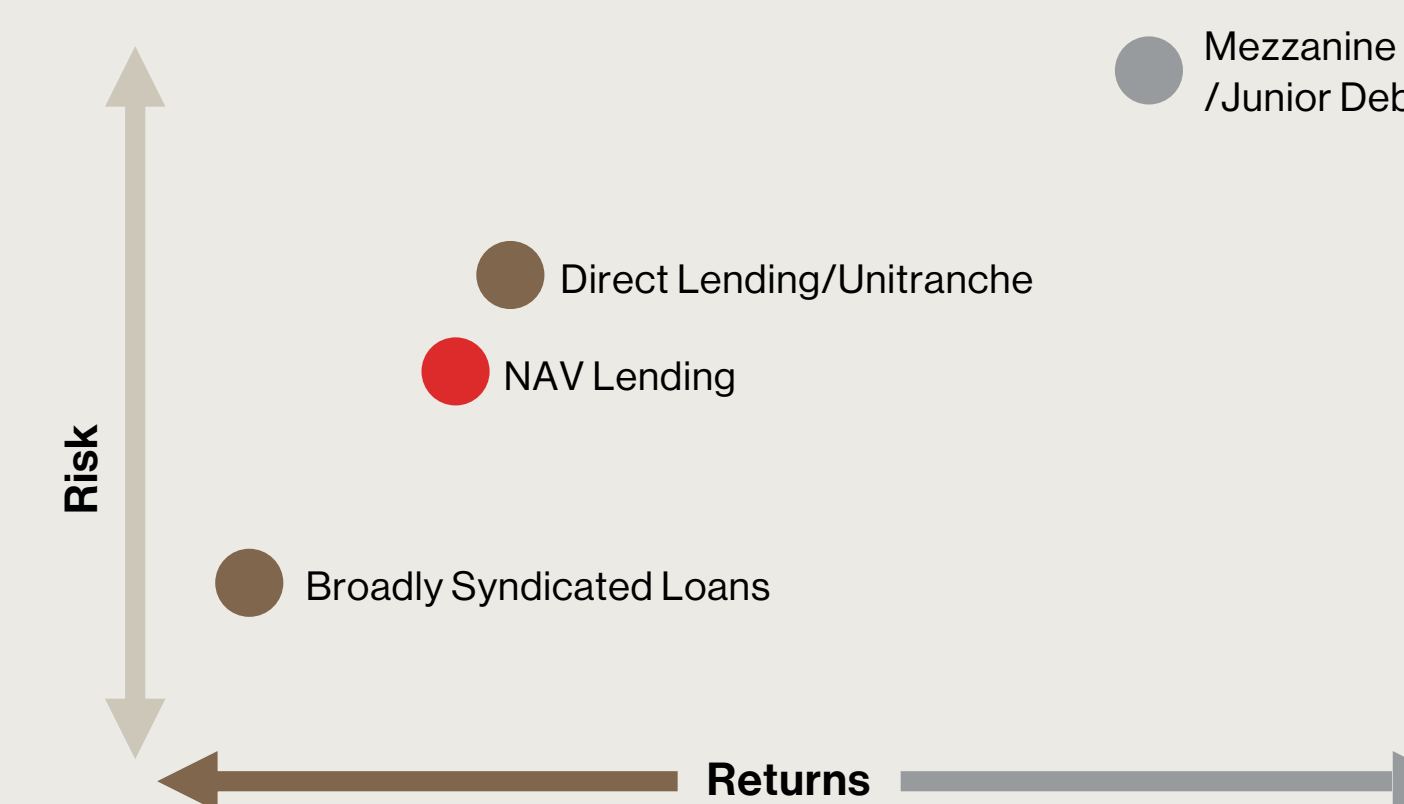 Mezzanine
/Junior Deb
Direct Lending/Unitranche
NAV Lending
Risk
Broadly Syndicated Loans
Returns